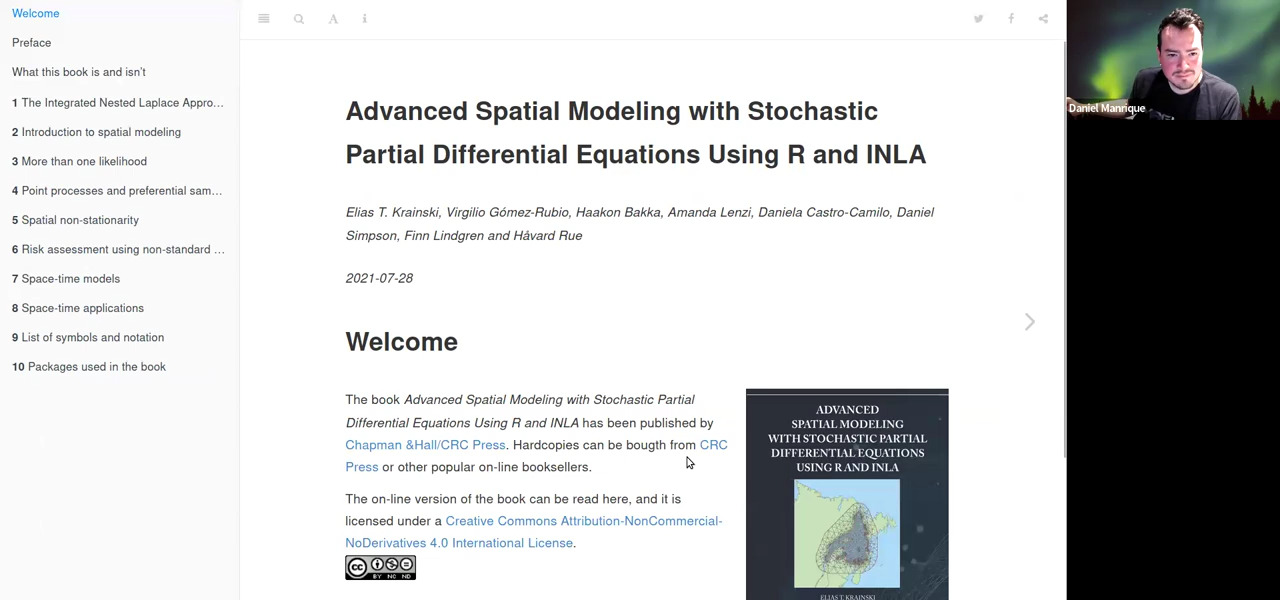 Welcome
Preface
What this book is and isn't
1 The Integrated Nested Laplace Appro…
2 Introduction to spatial modeling
3 More than one likelihood
4 Point processes and preferential sam…
5 Spatial non-stationarity
6 Risk assessment using non-standard …
7 Space-time models
8 Space-time applications
9 List of symbols and notation
10 Packages used in the book
A
i
Advanced Spatial Modeling with Stochastic
Partial Differential Equations Using R and INLA
Elias T. Krainski, Virgilio Gómez-Rubio, Haakon Bakka, Amanda Lenzi, Daniela Castro-Camilo, Daniel
Simpson, Finn Lindgren and Håvard Rue
2021-07-28
Welcome
The book Advanced Spatial Modeling with Stochastic Partial
Differential Equations Using R and INLA has been published by
Chapman &Hall/CRC Press. Hardcopies can be bougth from CRC
Press or other popular on-line booksellers.
The on-line version of the book can be read here, and it is
licensed under a Creative Commons Attribution-NonCommercial-
NoDerivatives 4.0 International License.
cc
BY NC ND
ADVANCED
SPATIAL MODELING
WITH STOCHASTIC PARTIAL
DIFFERENTIAL EQUATIONS
USING R AND INLA
ELIAS T. KRAINSKI
Daniel Manrique